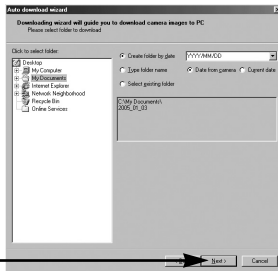 Auto download wizard
Downloading wizard will guide you to download camera images to PC
Please select folder to download
Click to select folder:
Desktop
My Computer
My Documents
Internet Explorer
Network Neighborhood
Recycle Bin
Online Services
Create folder by date
YYYY/MM/DD
Type folder name
Date from camera
Current date
Select existing folder
C:\My Documents\
2005_01_03
Next >
Cancel